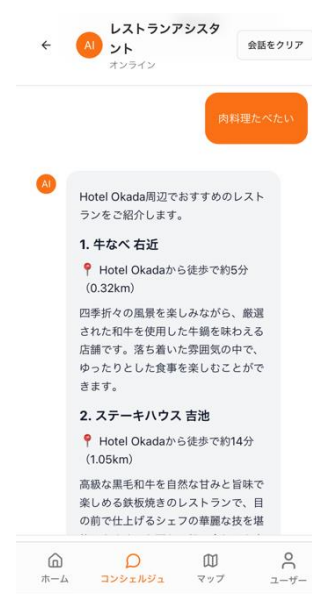 ←
AI
レストランアシスタ
ント
オンライン
会話をクリア
肉料理たべたい
AI
Hotel Okada周辺でおすすめのレスト
ランをご紹介します。
1. 牛なべ 右近
📍 Hotel Okadaから徒歩で約5分
（0.32km）
四季折々の風景を楽しみながら、厳選
された和牛を使用した牛鍋を味わえる
店舗です。落ち着いた雰囲気の中で、
ゆったりとした食事を楽しむことがで
きます。
2. ステーキハウス 吉池
📍 Hotel Okadaから徒歩で約14分
（1.05km）
高級な黒毛和牛を自然な甘みと旨味で
楽しめる鉄板焼きのレストランで、目
の前で仕上げるシェフの華麗な技を堪
ホーム
コンシェルジュ
マップ
ユーザー